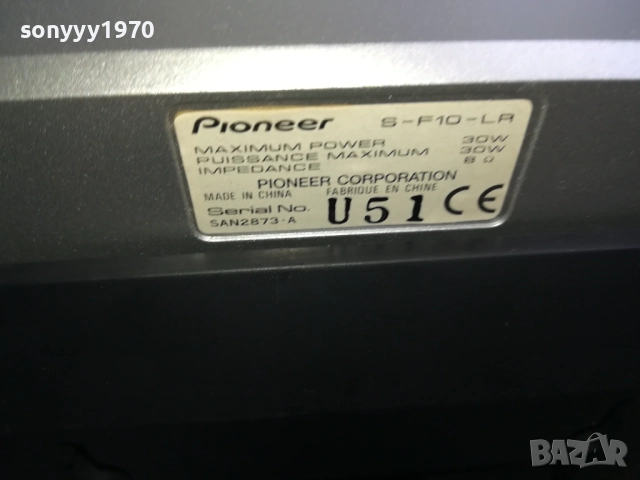 sonyyy1970
Pioneer S-F10-LR
MAXIMUM POWER 30W
PUISSANCE MAXIMUM 30W
IMPEDANCE 8 Ω
PIONEER CORPORATION
MADE IN CHINA FABRIQUE EN CHINE
Serial No. U51 CE
SAN2873-A
BAZAR
bg